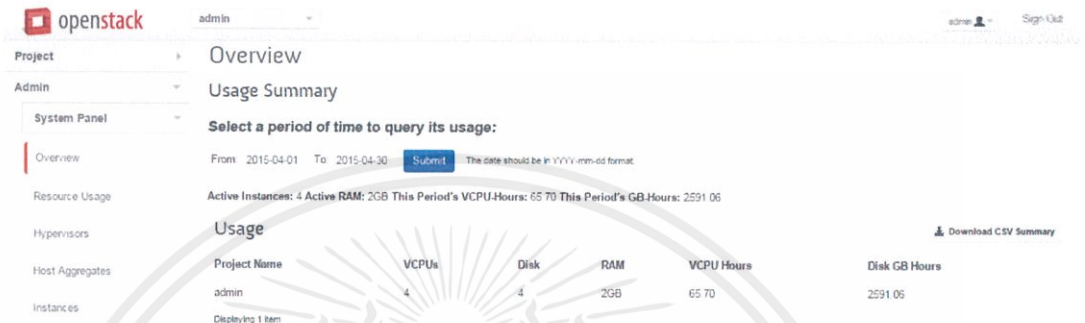 openstack admin admin Sign Out
Project Overview
Admin Usage Summary
System Panel
Select a period of time to query its usage:
Overview From 2015-04-01 To 2015-04-30 Submit The date should be in YYYY-mm-dd format.
Resource Usage Active Instances: 4 Active RAM: 2GB This Period's VCPU-Hours: 65.70 This Period's GB-Hours: 2591.06
Hypervisors Usage Download CSV Summary
Host Aggregates Project Name VCPUs Disk RAM VCPU Hours Disk GB Hours
Instances admin 4 4 2GB 65.70 2591.06
Displaying 1 item